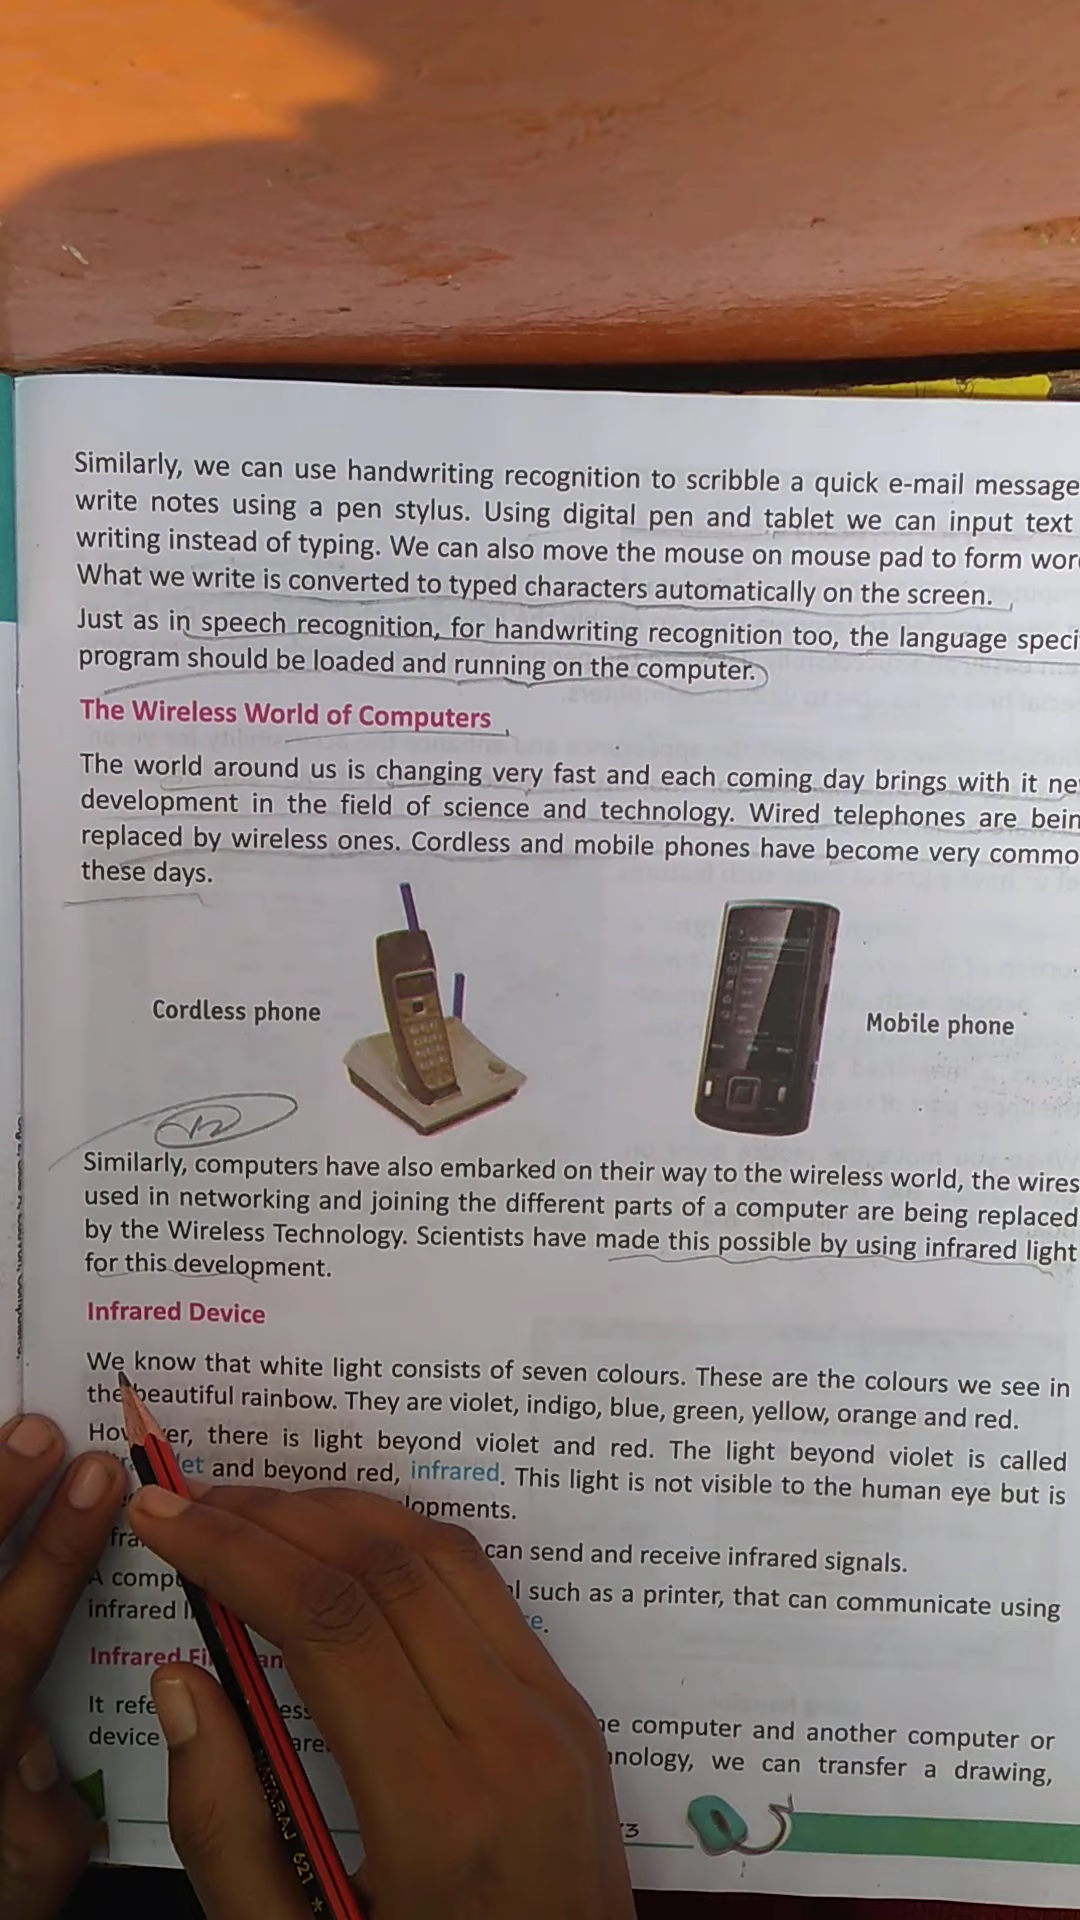 Similarly, we can use handwriting recognition to scribble a quick e-mail message
write notes using a pen stylus. Using digital pen and tablet we can input text
writing instead of typing. We can also move the mouse on mouse pad to form wor
What we write is converted to typed characters automatically on the screen.
Just as in speech recognition, for handwriting recognition too, the language speci
program should be loaded and running on the computer.
The Wireless World of Computers
The world around us is changing very fast and each coming day brings with it ne
development in the field of science and technology. Wired telephones are bein
replaced by wireless ones. Cordless and mobile phones have become very commo
these days.
Cordless phone
Mobile phone
Similarly, computers have also embarked on their way to the wireless world, the wires
used in networking and joining the different parts of a computer are being replaced
by the Wireless Technology. Scientists have made this possible by using infrared light
for this development.
Infrared Device
We know that white light consists of seven colours. These are the colours we see in
the beautiful rainbow. They are violet, indigo, blue, green, yellow, orange and red.
there is light beyond violet and red. The light beyond violet is called
and beyond red, infrared. This light is not visible to the human eye but is
can send and receive infrared signals.
A such as a printer, that can communicate using
infrared
Infrared
It
device
computer and another computer or
we can transfer a drawing,
NATARAJ 621